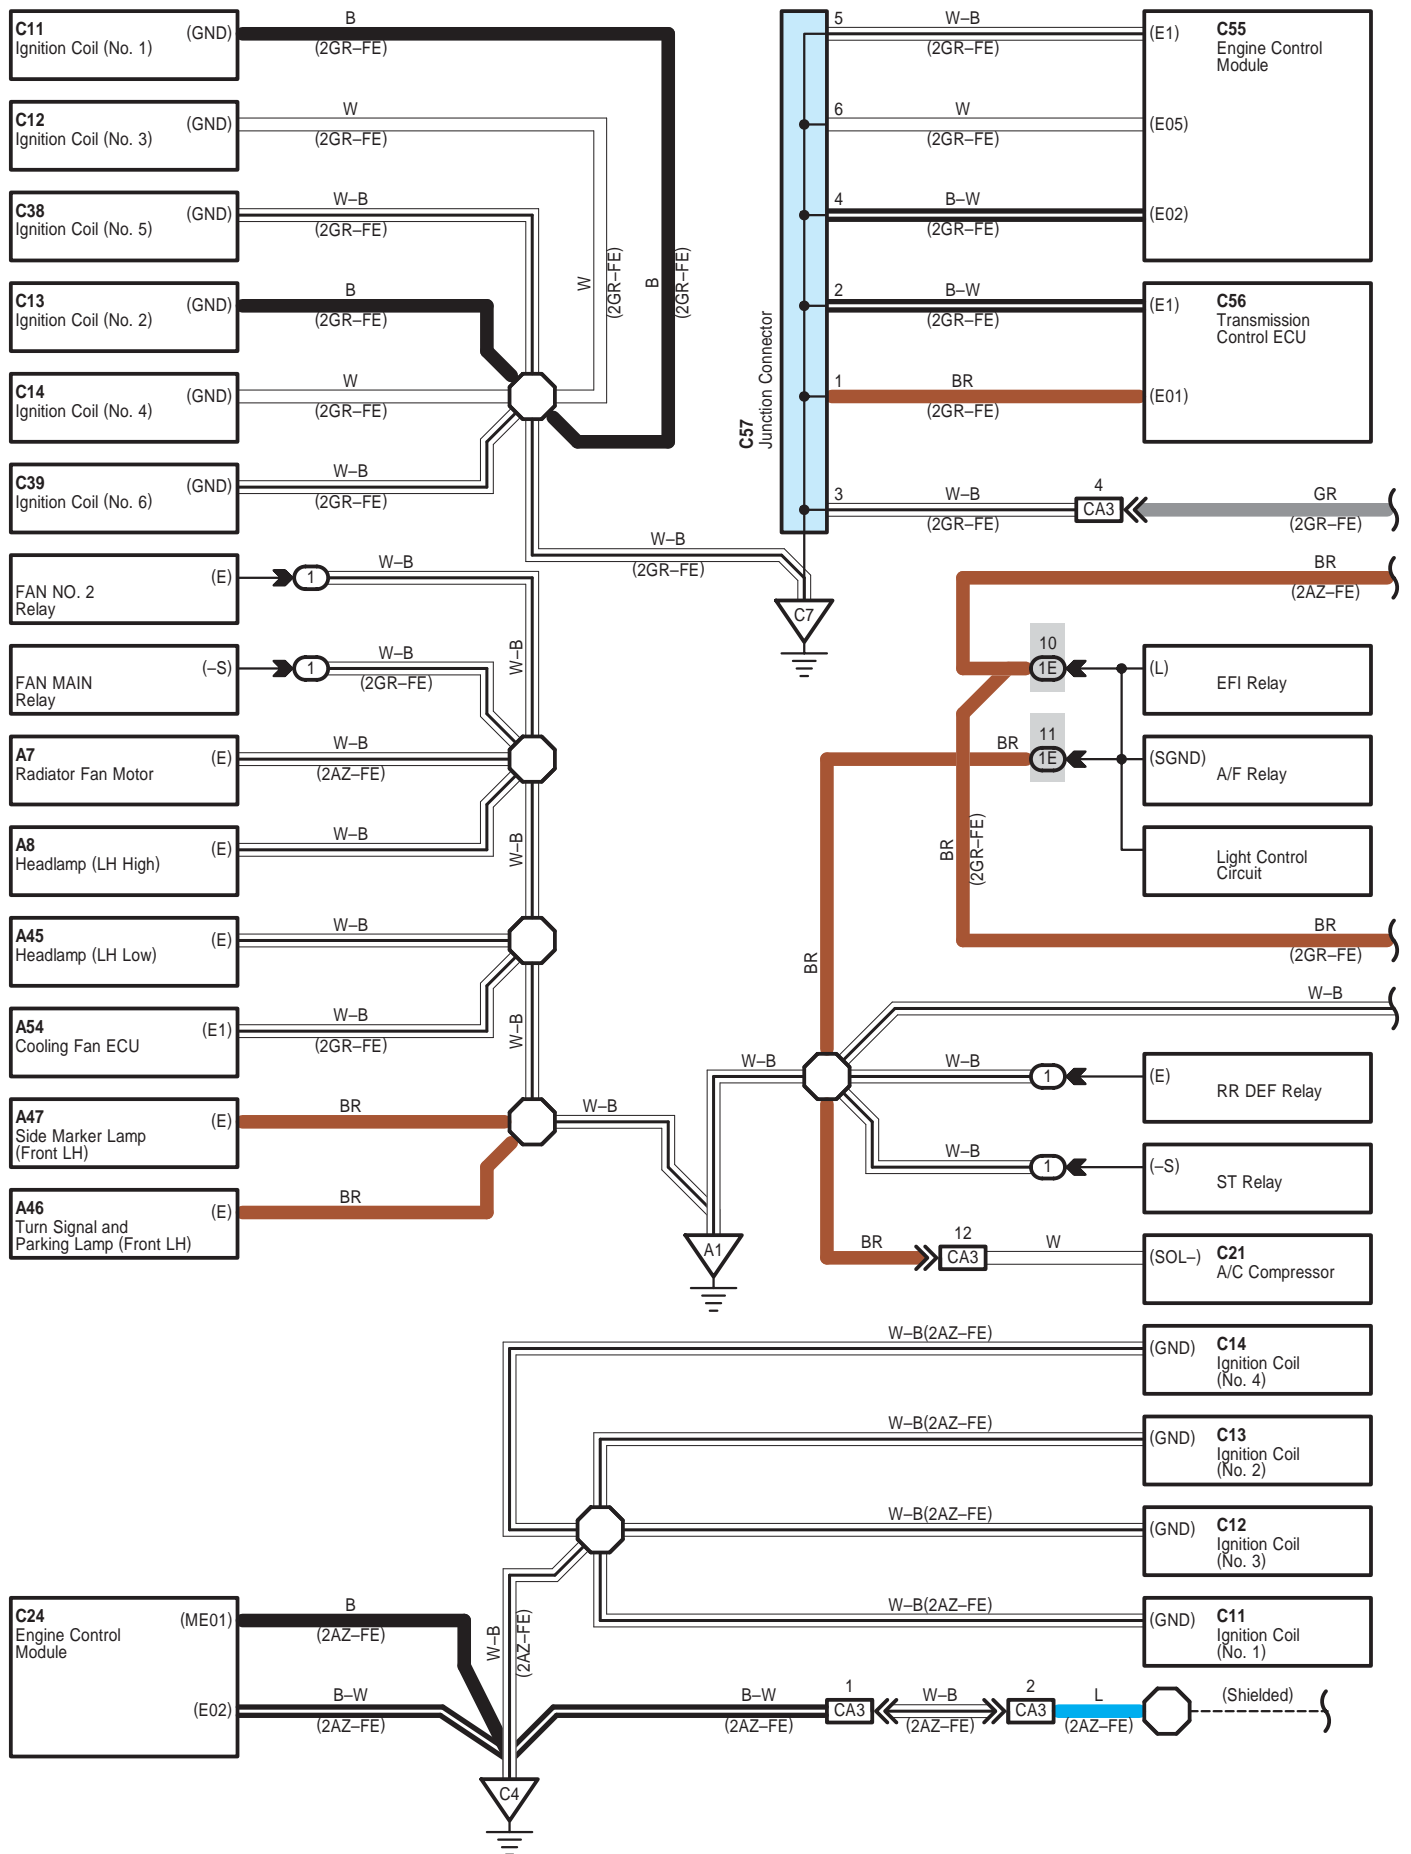 C11
(GND)
Ignition Coil (No. 1)
B
(2GR–FE)
C12
(GND)
Ignition Coil (No. 3)
W
(2GR–FE)
C38
(GND)
Ignition Coil (No. 5)
W–B
(2GR–FE)
C13
(GND)
Ignition Coil (No. 2)
B
(2GR–FE)
C14
(GND)
Ignition Coil (No. 4)
W
(2GR–FE)
C39
(GND)
Ignition Coil (No. 6)
W–B
(2GR–FE)
W
(2GR–FE)
B
(2GR–FE)
W–B
(2GR–FE)
C7
C57
Junction Connector
5
W–B
(2GR–FE)
(E1)
C55
Engine Control
Module
6
W
(2GR–FE)
(E05)
4
B–W
(2GR–FE)
(E02)
2
B–W
(2GR–FE)
(E1)
C56
Transmission
Control ECU
1
BR
(2GR–FE)
(E01)
3
W–B
(2GR–FE)
4
CA3
GR
(2GR–FE)
FAN NO. 2
Relay
(E)
1
W–B
FAN MAIN
Relay
(–S)
1
W–B
(2GR–FE)
W–B
A7
Radiator Fan Motor
(E)
W–B
(2AZ–FE)
A8
Headlamp (LH High)
(E)
W–B
W–B
A45
Headlamp (LH Low)
(E)
W–B
A54
Cooling Fan ECU
(E1)
W–B
(2GR–FE)
W–B
A47
Side Marker Lamp
(Front LH)
(E)
BR
A46
Turn Signal and
Parking Lamp (Front LH)
(E)
BR
W–B
A1
BR
(2AZ–FE)
10
1E
(L)
EFI Relay
11
1E
BR
(SGND)
A/F Relay
Light Control
Circuit
BR
(2GR–FE)
BR
(2GR–FE)
BR
W–B
W–B
W–B
1
(E)
RR DEF Relay
W–B
1
(–S)
ST Relay
BR
12
CA3
W
(SOL–)
C21
A/C Compressor
W–B(2AZ–FE)
(GND)
C14
Ignition Coil
(No. 4)
W–B(2AZ–FE)
(GND)
C13
Ignition Coil
(No. 2)
W–B(2AZ–FE)
(GND)
C12
Ignition Coil
(No. 3)
W–B(2AZ–FE)
(GND)
C11
Ignition Coil
(No. 1)
C24
Engine Control
Module
(ME01)
B
(2AZ–FE)
(E02)
B–W
(2AZ–FE)
W–B
(2AZ–FE)
C4
B–W
(2AZ–FE)
1
CA3
W–B
(2AZ–FE)
2
CA3
L
(2AZ–FE)
(Shielded)